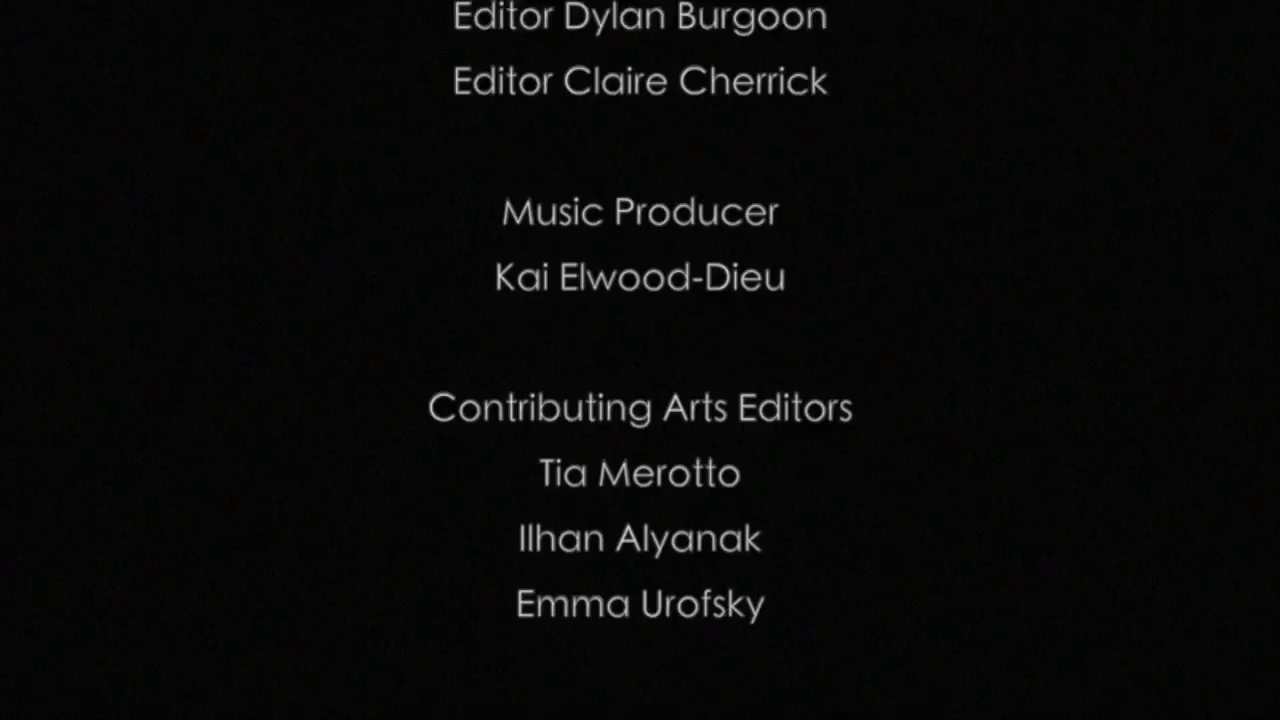 Editor Dylan Burgoon
Editor Claire Cherrick
Music Producer
Kai Elwood-Dieu
Contributing Arts Editors
Tia Merotto
Ilhan Alyanak
Emma Urofsky